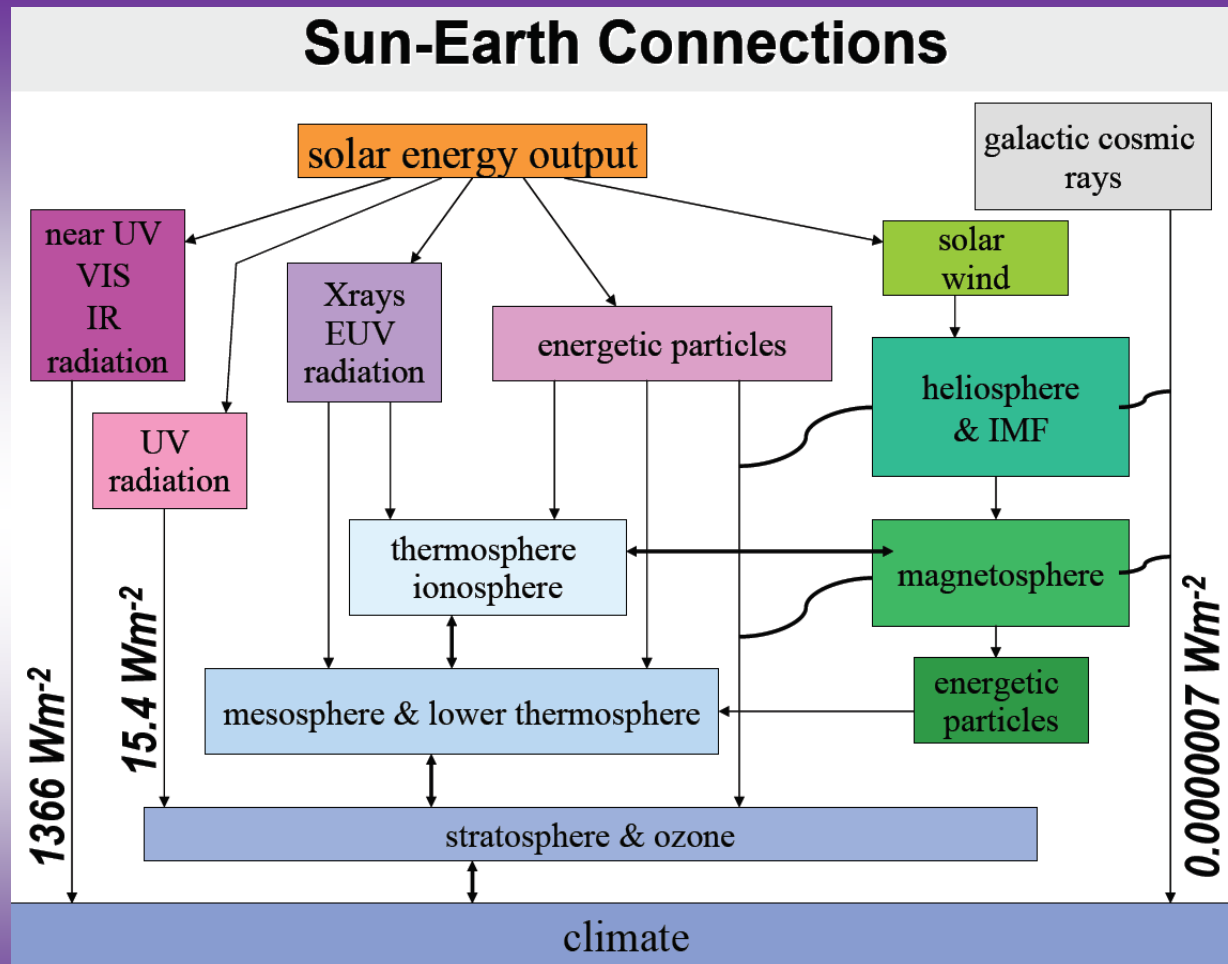 Sun-Earth Connections
solar energy output
galactic cosmic
rays
near UV
VIS
IR
radiation
UV
radiation
Xrays
EUV
radiation
energetic particles
solar
wind
heliosphere
& IMF
thermosphere
ionosphere
magnetosphere
mesosphere & lower thermosphere
energetic
particles
stratosphere & ozone
climate
1366 Wm-2
15.4 Wm-2
0.0000007 Wm-2